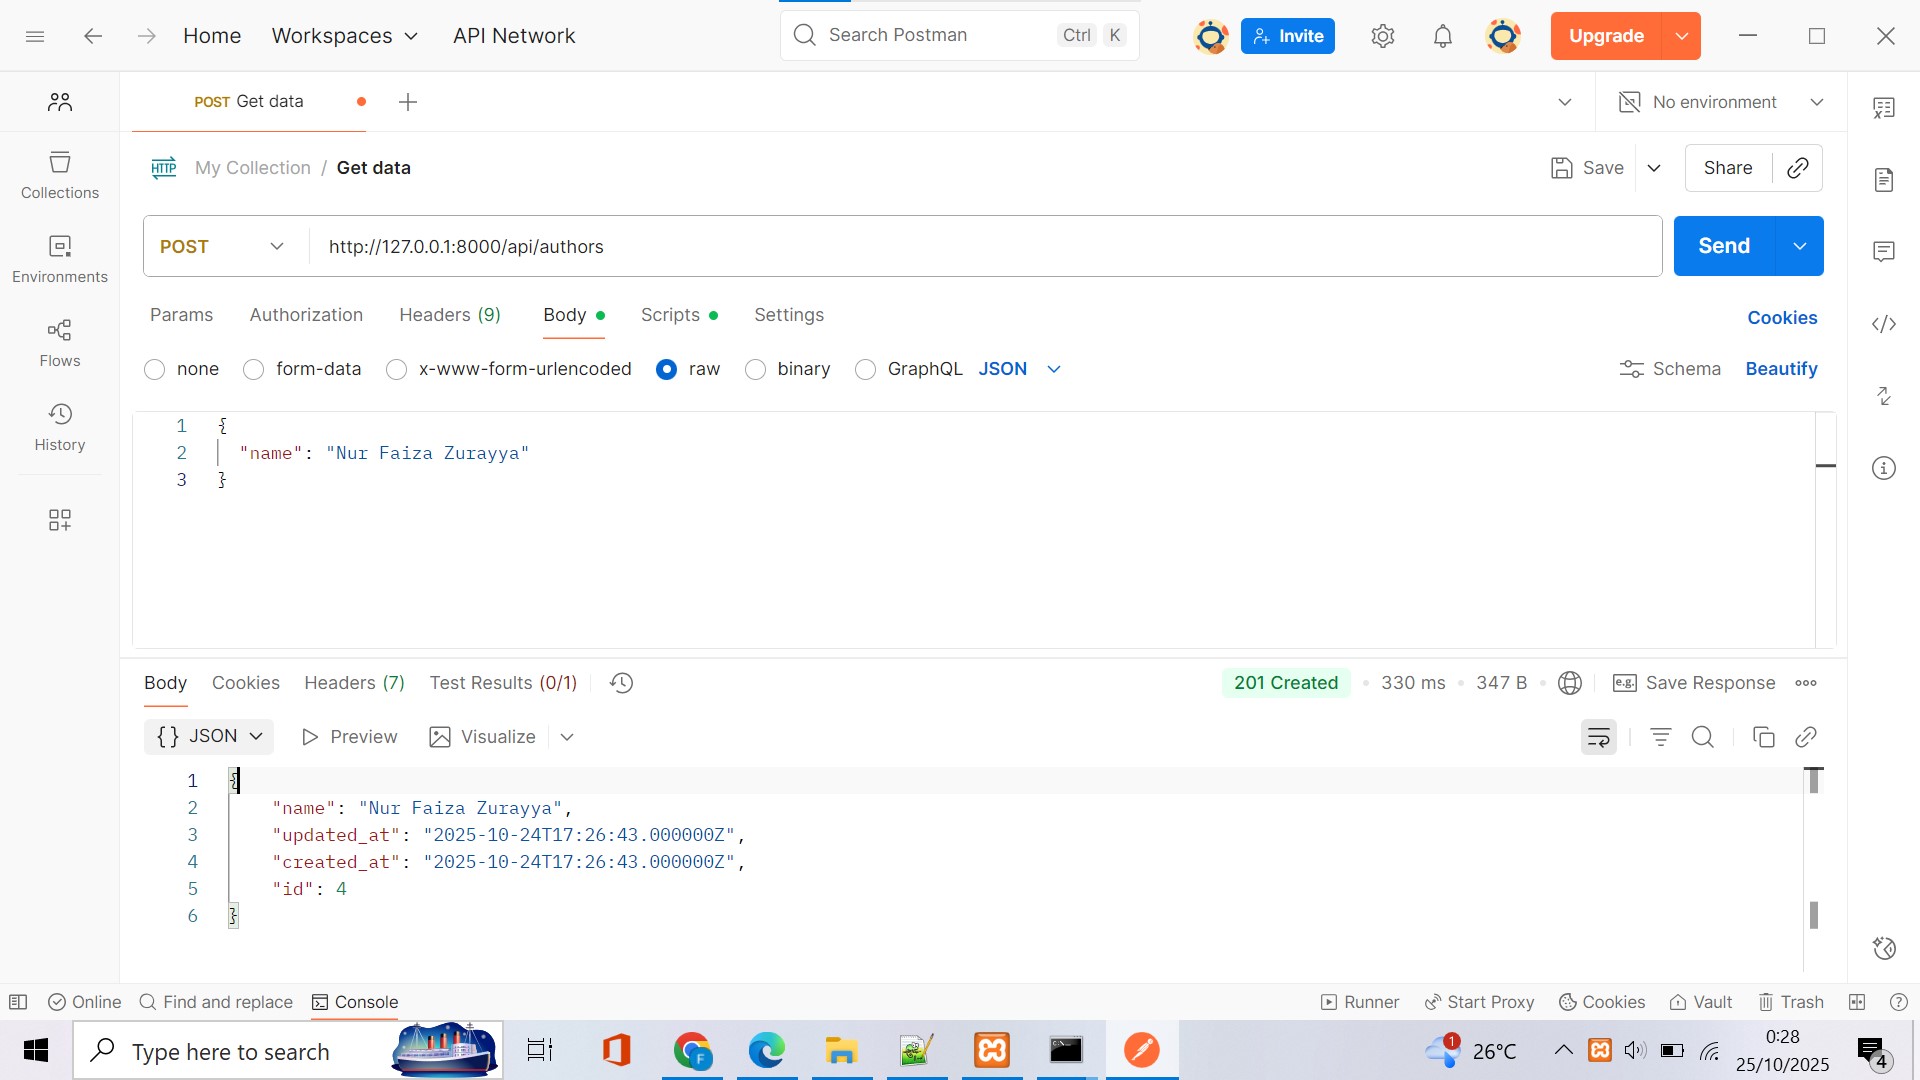 Home Workspaces API Network Search Postman Ctrl K Invite Upgrade
POST Get data No environment
HTTP My Collection / Get data Save Share
Collections
POST http://127.0.0.1:8000/api/authors Send
Environments
Params Authorization Headers (9) Body Scripts Settings Cookies
Flows
none form-data x-www-form-urlencoded raw binary GraphQL JSON Schema Beautify
History
1 {
2 "name": "Nur Faiza Zurayya"
3 }
Body Cookies Headers (7) Test Results (0/1) 201 Created 330 ms 347 B e.g. Save Response
{} JSON Preview Visualize
1 {
2 "name": "Nur Faiza Zurayya",
3 "updated_at": "2025-10-24T17:26:43.000000Z",
4 "created_at": "2025-10-24T17:26:43.000000Z",
5 "id": 4
6 }
Online Find and replace Console Runner Start Proxy Cookies Vault Trash
Type here to search F 1 26°C 0:28
25/10/2025 4